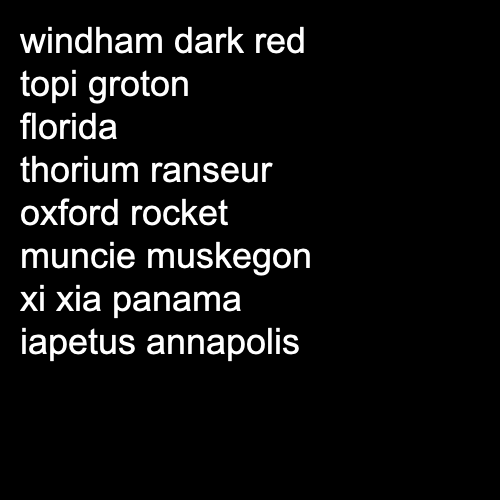 windham dark red
topi groton
florida
thorium ranseur
oxford rocket
muncie muskegon
xi xia panama
iapetus annapolis